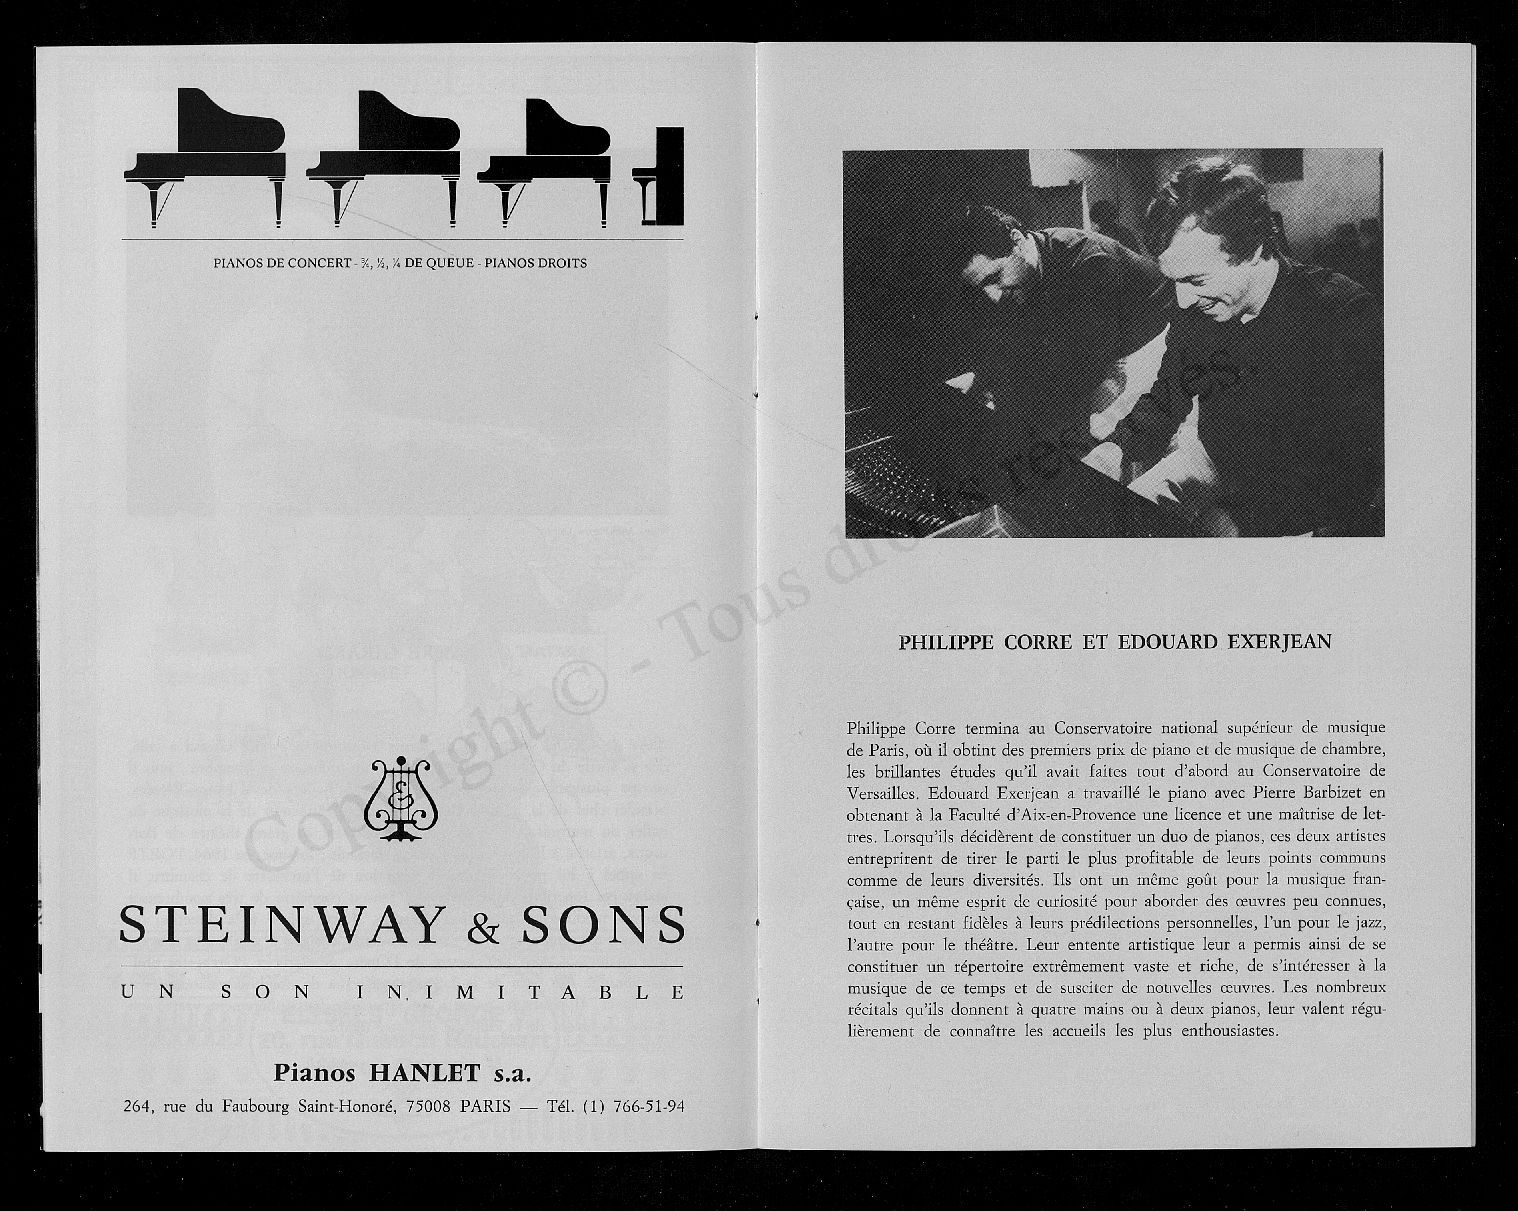 PIANOS DE CONCERT - ¾, ½, ¼ DE QUEUE - PIANOS DROITS
STEINWAY & SONS
UN SON INIMITABLE
Pianos HANLET s.a.
264, rue du Faubourg Saint-Honoré, 75008 PARIS — Tél. (1) 766-51-94
Copyright © - Tous droits réservés.
PHILIPPE CORRE ET EDOUARD EXERJEAN
Philippe Corre termina au Conservatoire national supérieur de musique
de Paris, où il obtint des premiers prix de piano et de musique de chambre,
les brillantes études qu'il avait faites tout d'abord au Conservatoire de
Versailles. Edouard Exerjean a travaillé le piano avec Pierre Barbizet en
obtenant à la Faculté d'Aix-en-Provence une licence et une maîtrise de let-
tres. Lorsqu'ils décidèrent de constituer un duo de pianos, ces deux artistes
entreprirent de tirer le parti le plus profitable de leurs points communs
comme de leurs diversités. Ils ont un même goût pour la musique fran-
çaise, un même esprit de curiosité pour aborder des œuvres peu connues,
tout en restant fidèles à leurs prédilections personnelles, l'un pour le jazz,
l'autre pour le théâtre. Leur entente artistique leur a permis ainsi de se
constituer un répertoire extrêmement vaste et riche, de s'intéresser à la
musique de ce temps et de susciter de nouvelles œuvres. Les nombreux
récitals qu'ils donnent à quatre mains ou à deux pianos, leur valent régu-
lièrement de connaître les accueils les plus enthousiastes.